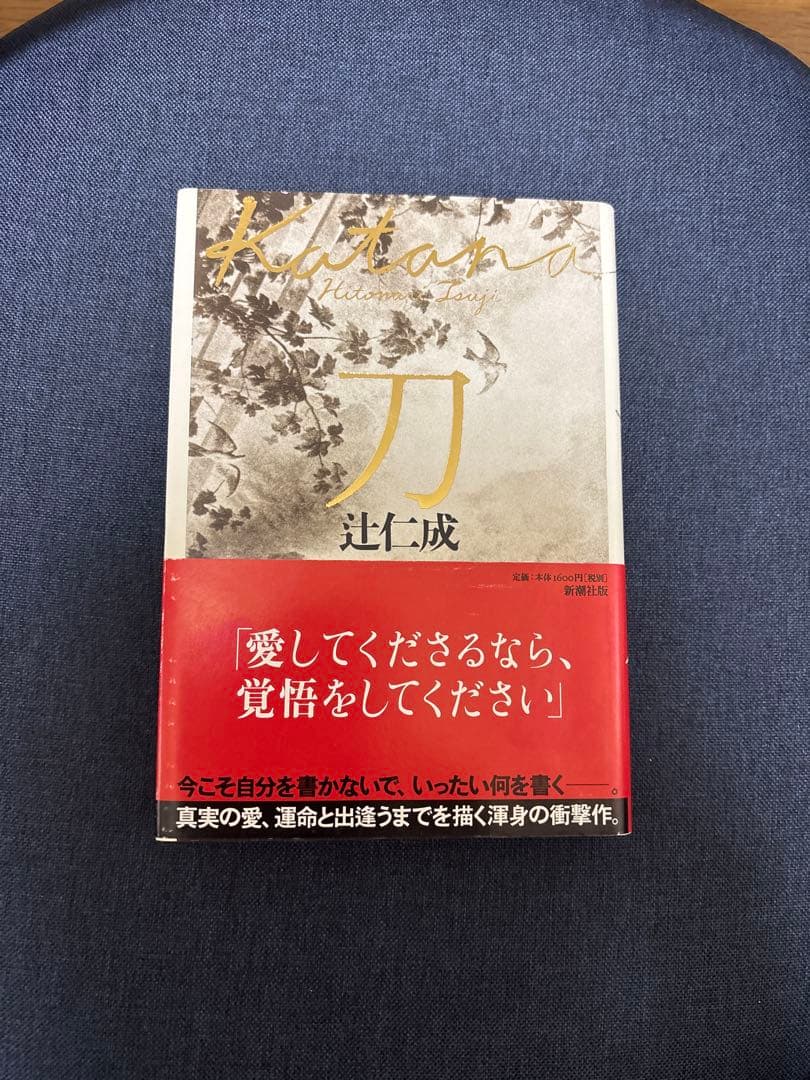 Katana
Hitonari Tsuji
刀
辻仁成
定価：本体1600円［税別］
新潮社版
「愛してくださるなら、
覚悟をしてください」
今こそ自分を書かないで、いったい何を書く――。
真実の愛、運命と出逢うまでを描く渾身の衝撃作。